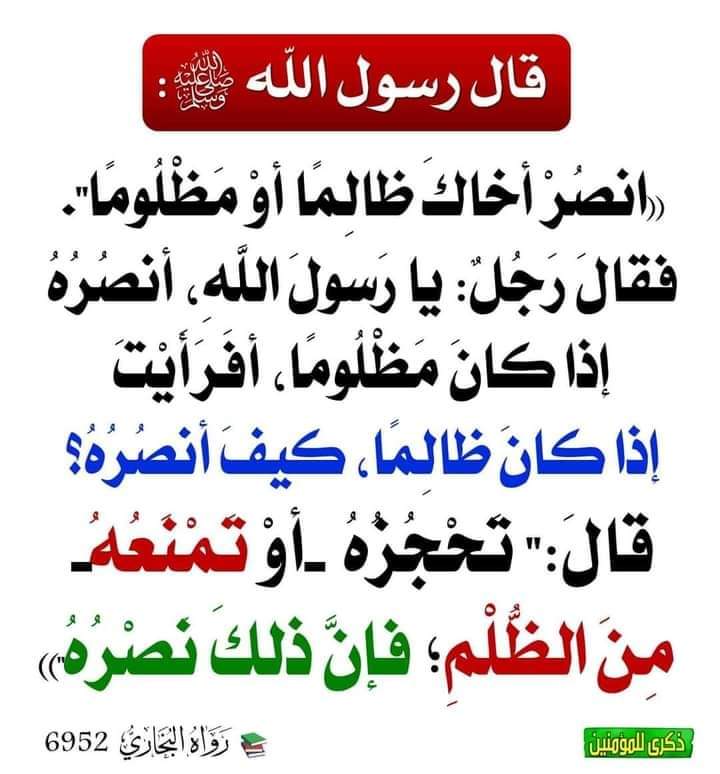 قال رسول الله ﷺ :
((انصُرْ أخاكَ ظالِمًا أوْ مَظْلُومًا".
فقالَ رَجُلٌ: يا رَسولَ اللَّهِ، أنصُرُهُ
إذا كانَ مَظْلُومًا، أفَرَأَيْتَ
إذا كانَ ظالِمًا، كيفَ أنصُرُهُ؟
قالَ:" تَحْجُزُهُ ـأوْ تَمْنَعُهُـ
مِنَ الظُّلْمِ؛ فإنَّ ذلكَ نَصْرُهُ"))
رَوَاهُ البُخَارِيُّ 6952
ذكرى للمؤمنين